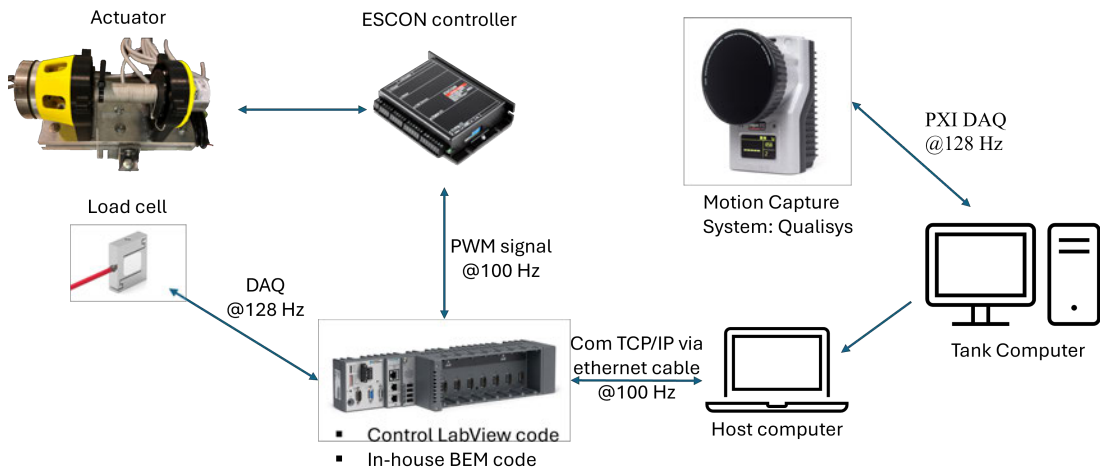 Actuator
ESCON controller
PXI DAQ
@128 Hz
Load cell
Motion Capture
System: Qualisys
PWM signal
@100 Hz
DAQ
@128 Hz
Com TCP/IP via
ethernet cable
@100 Hz
Tank Computer
Host computer
▪ Control LabView code
▪ In-house BEM code